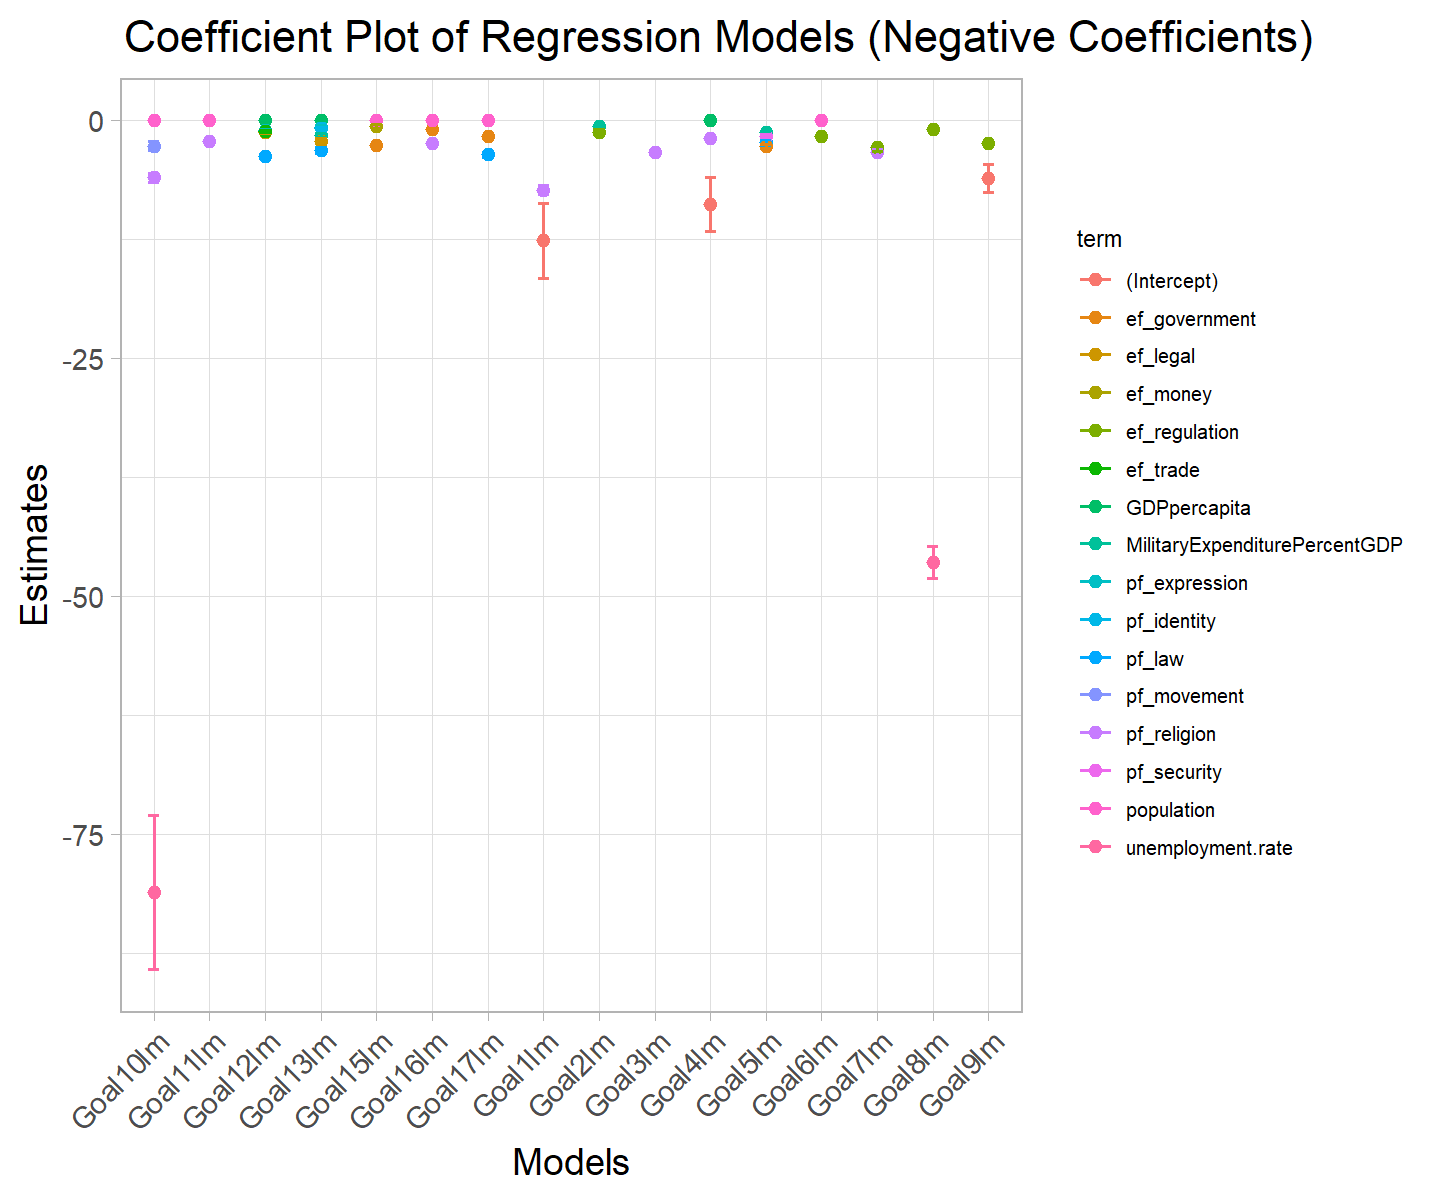 Coefficient Plot of Regression Models (Negative Coefficients)
0
-25
-50
-75
Estimates
Goal10lm
Goal11lm
Goal12lm
Goal13lm
Goal15lm
Goal16lm
Goal17lm
Goal1lm
Goal2lm
Goal3lm
Goal4lm
Goal5lm
Goal6lm
Goal7lm
Goal8lm
Goal9lm
Models
term
(Intercept)
ef_government
ef_legal
ef_money
ef_regulation
ef_trade
GDPpercapita
MilitaryExpenditurePercentGDP
pf_expression
pf_identity
pf_law
pf_movement
pf_religion
pf_security
population
unemployment.rate